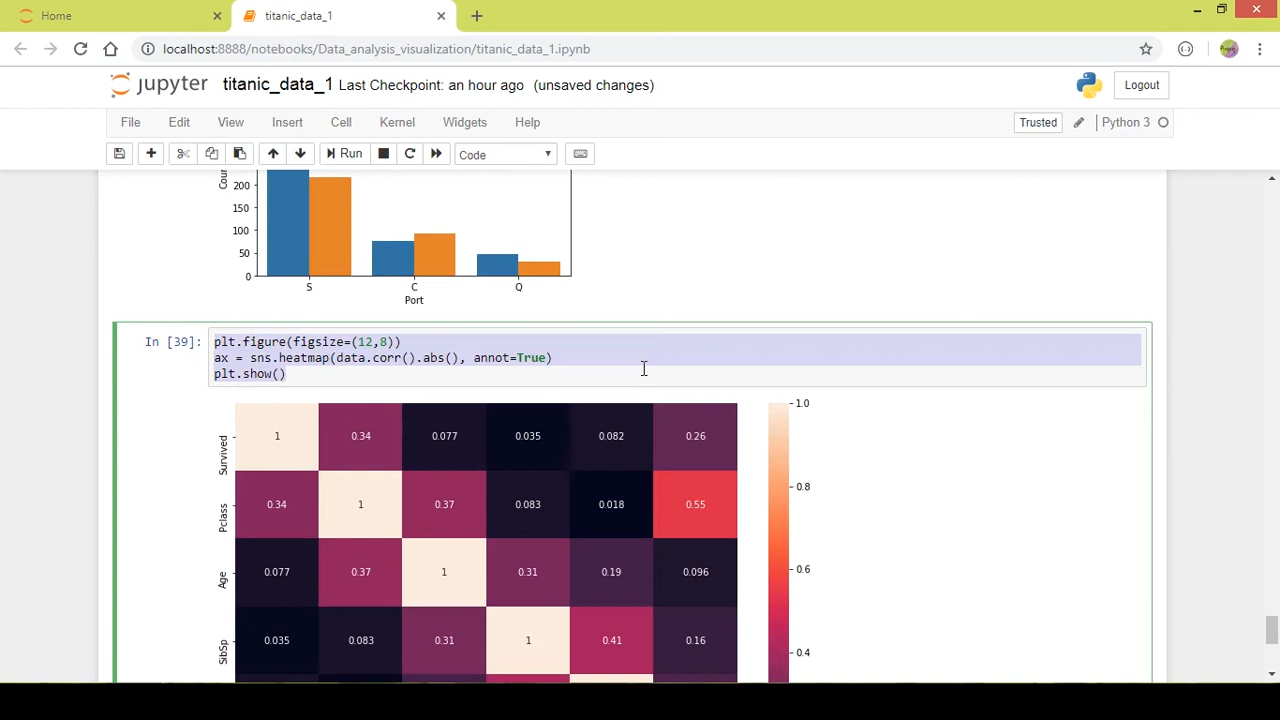 Home
titanic_data_1
localhost:8888/notebooks/Data_analysis_visualization/titanic_data_1.ipynb
jupyter titanic_data_1 Last Checkpoint: an hour ago (unsaved changes)
Logout
File Edit View Insert Cell Kernel Widgets Help
Trusted
Python 3
Run
Code
200
150
100
50
0
S C Q
Port
In [39]:
plt.figure(figsize=(12,8))
ax = sns.heatmap(data.corr().abs(), annot=True)
plt.show()
Survived 1 0.34 0.077 0.035 0.082 0.26
Pclass 0.34 1 0.37 0.083 0.018 0.55
Age 0.077 0.37 1 0.31 0.19 0.096
SibSp 0.035 0.083 0.31 1 0.41 0.16
1.0
0.8
0.6
0.4